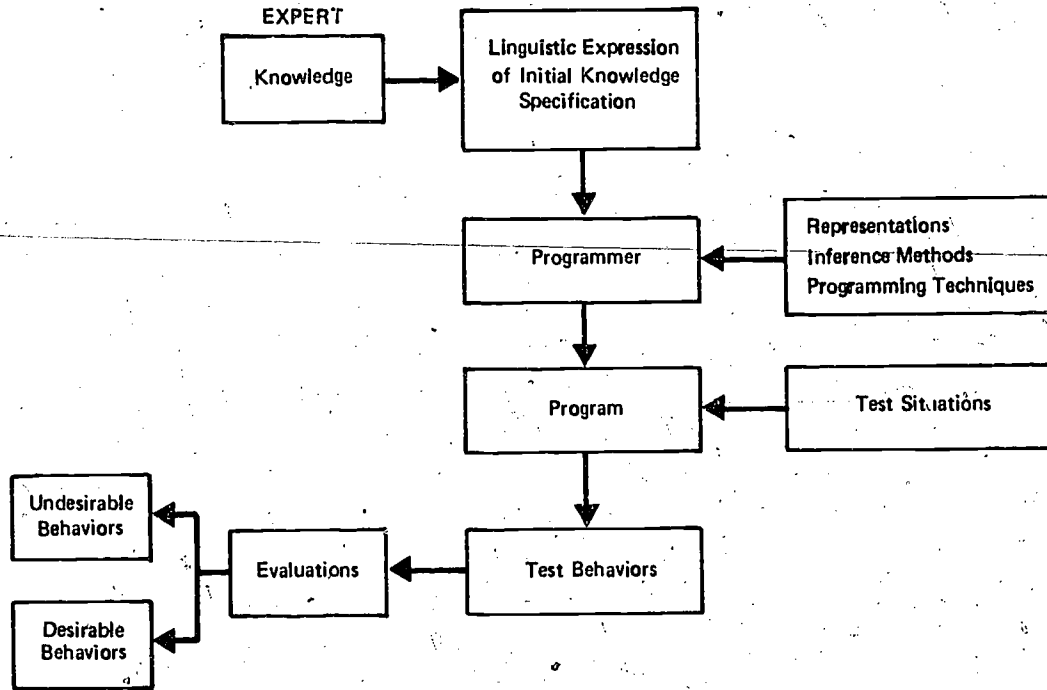 EXPERT
Knowledge
Linguistic Expression
of Initial Knowledge
Specification
Programmer
Representations
Inference Methods
Programming Techniques
Program
Test Situations
Undesirable
Behaviors
Evaluations
Test Behaviors
Desirable
Behaviors